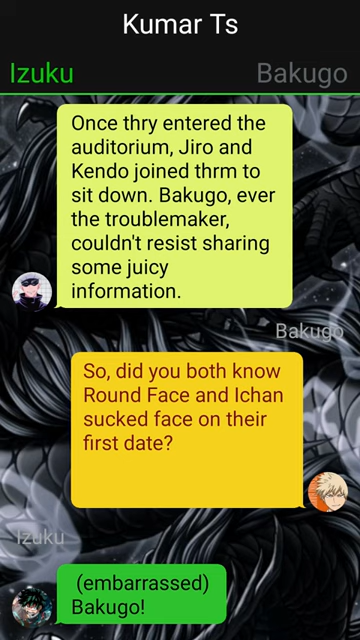 Kumar Ts
Izuku
Bakugo
Once thry entered the
auditorium, Jiro and
Kendo joined thrm to
sit down. Bakugo, ever
the troublemaker,
couldn't resist sharing
some juicy
information.
Bakugo
So, did you both know
Round Face and Ichan
sucked face on their
first date?
Izuku
(embarrassed)
Bakugo!